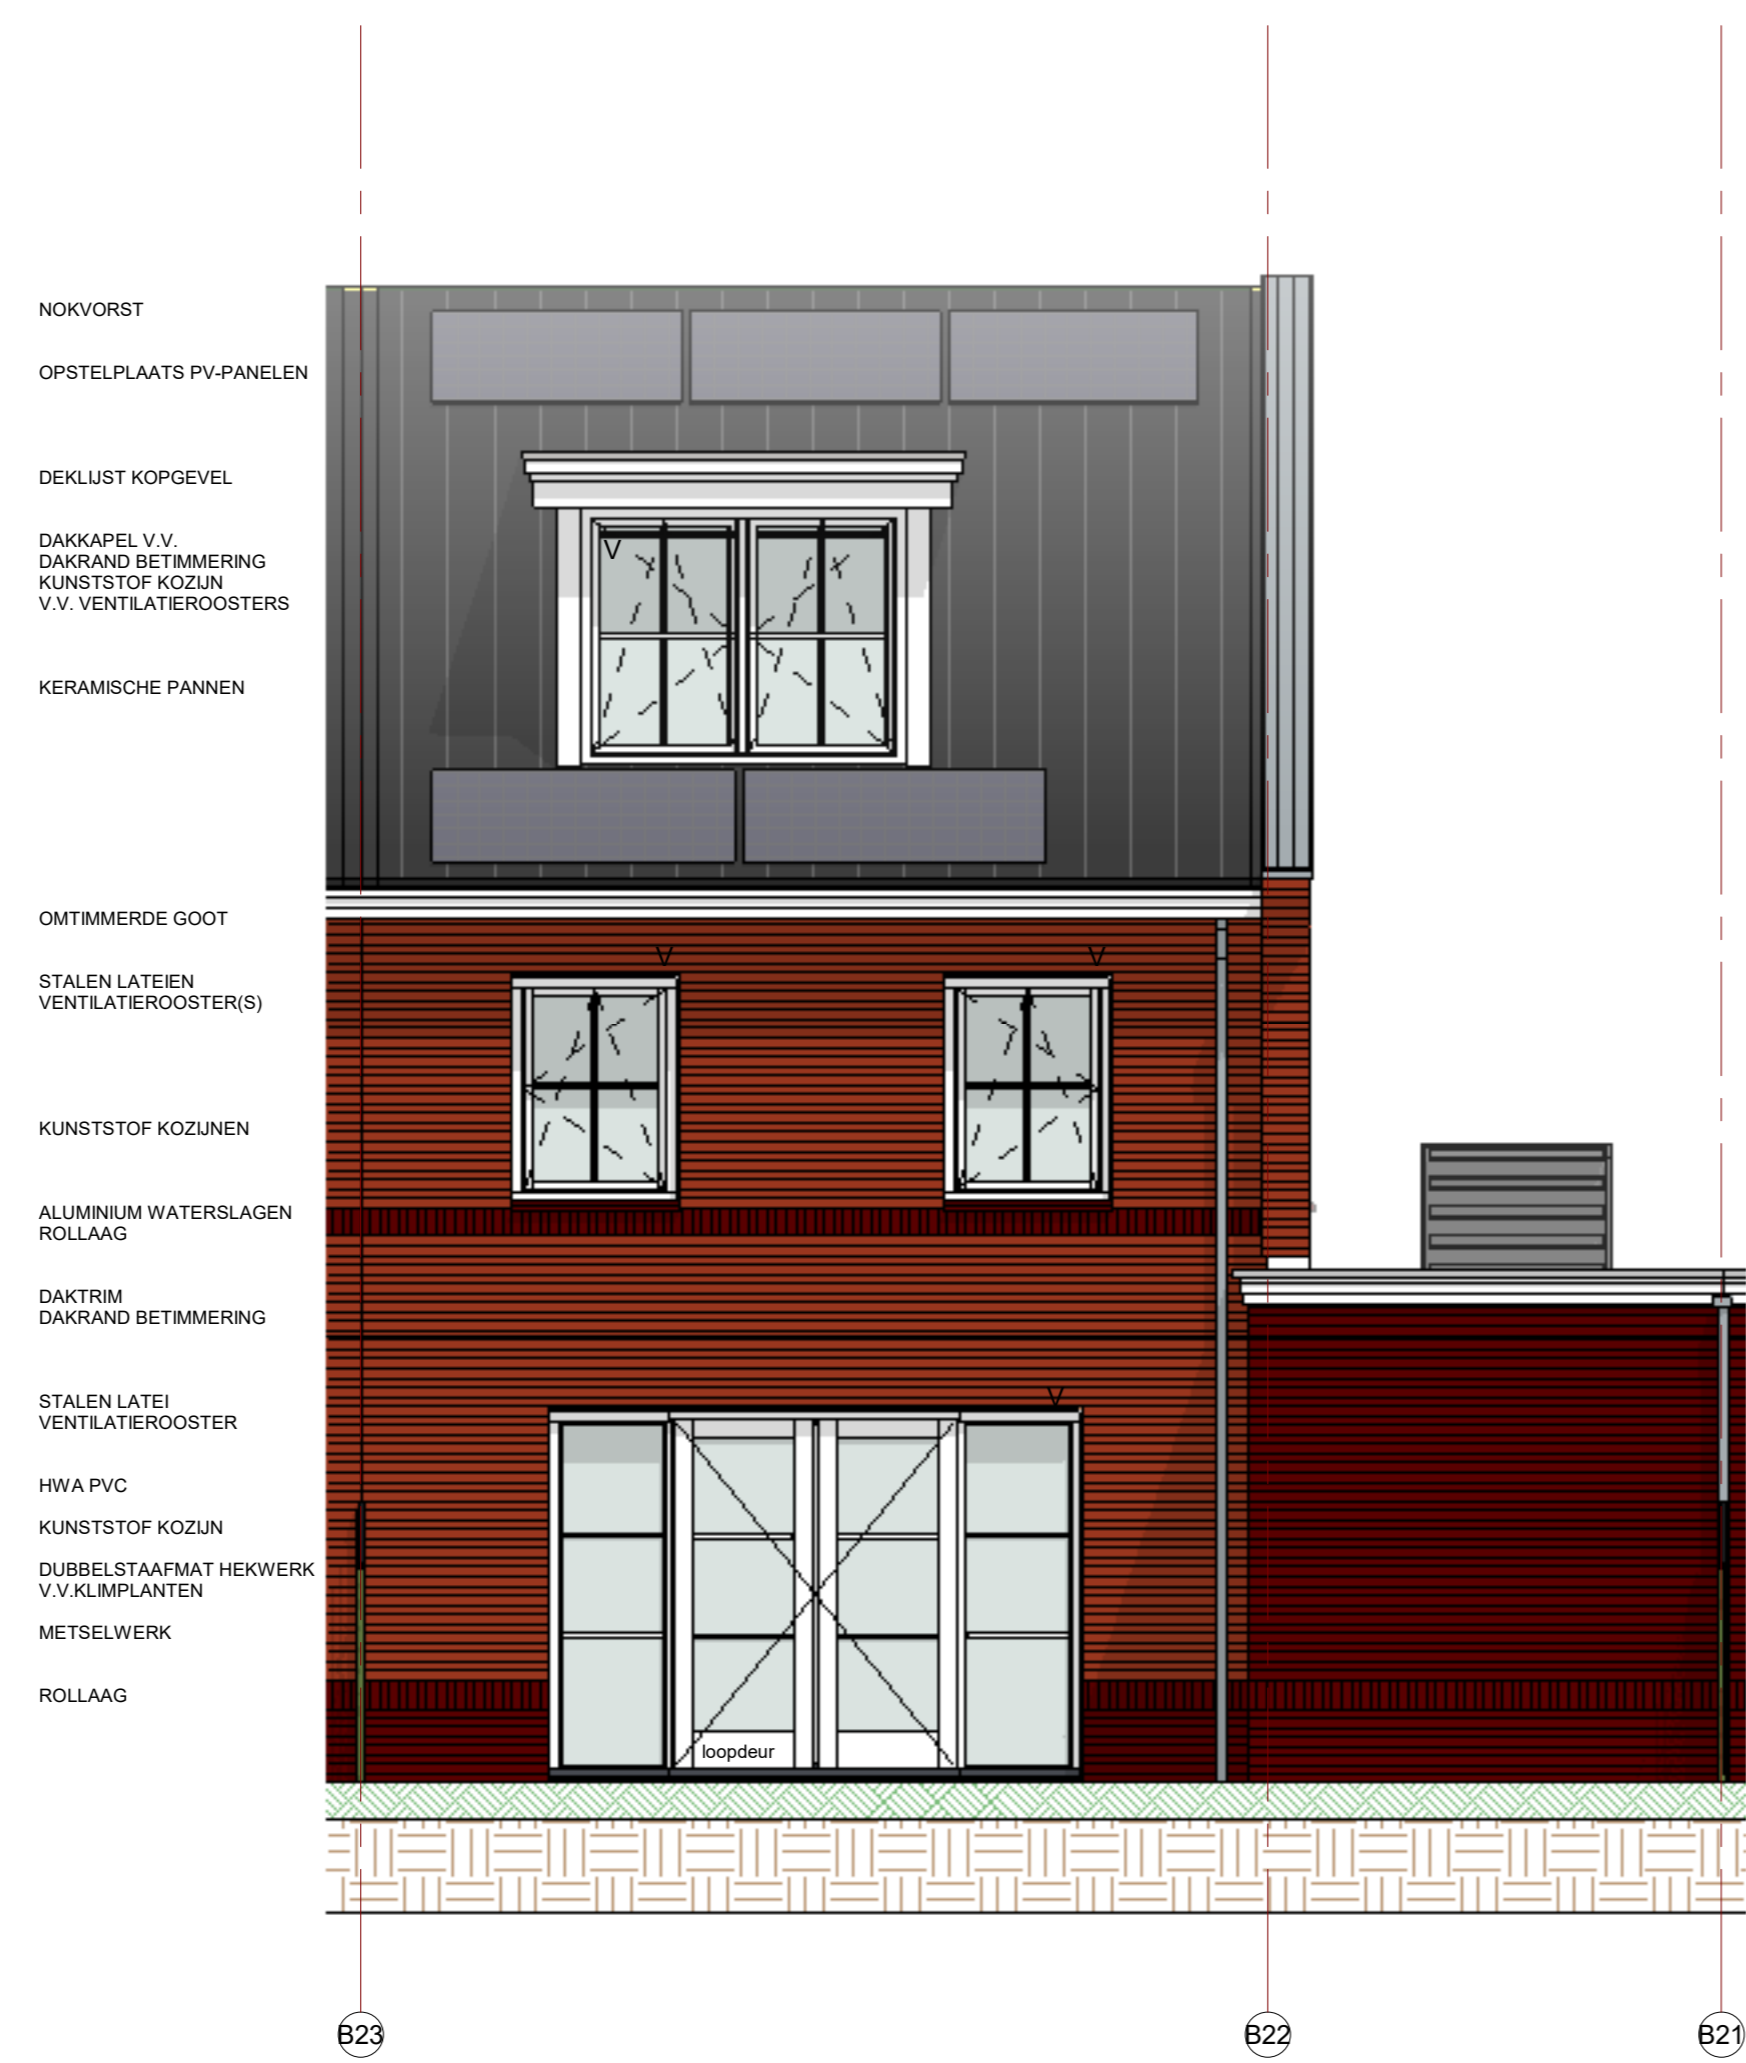 NOKVORST
OPSTELPLAATS PV-PANELEN
DEKLIJST KOPGEVEL
DAKKAPEL V.V.
DAKRAND BETIMMERING
KUNSTSTOF KOZIJN
V.V. VENTILATIEROOSTERS
V
KERAMISCHE PANNEN
OMTIMMERDE GOOT
V V
STALEN LATEIEN
VENTILATIEROOSTER(S)
KUNSTSTOF KOZIJNEN
ALUMINIUM WATERSLAGEN
ROLLAAG
DAKTRIM
DAKRAND BETIMMERING
STALEN LATEI
VENTILATIEROOSTER
V
HWA PVC
KUNSTSTOF KOZIJN
DUBBELSTAAFMAT HEKWERK
V.V.KLIMPLANTEN
METSELWERK
ROLLAAG
loopdeur
B23 B22 B21